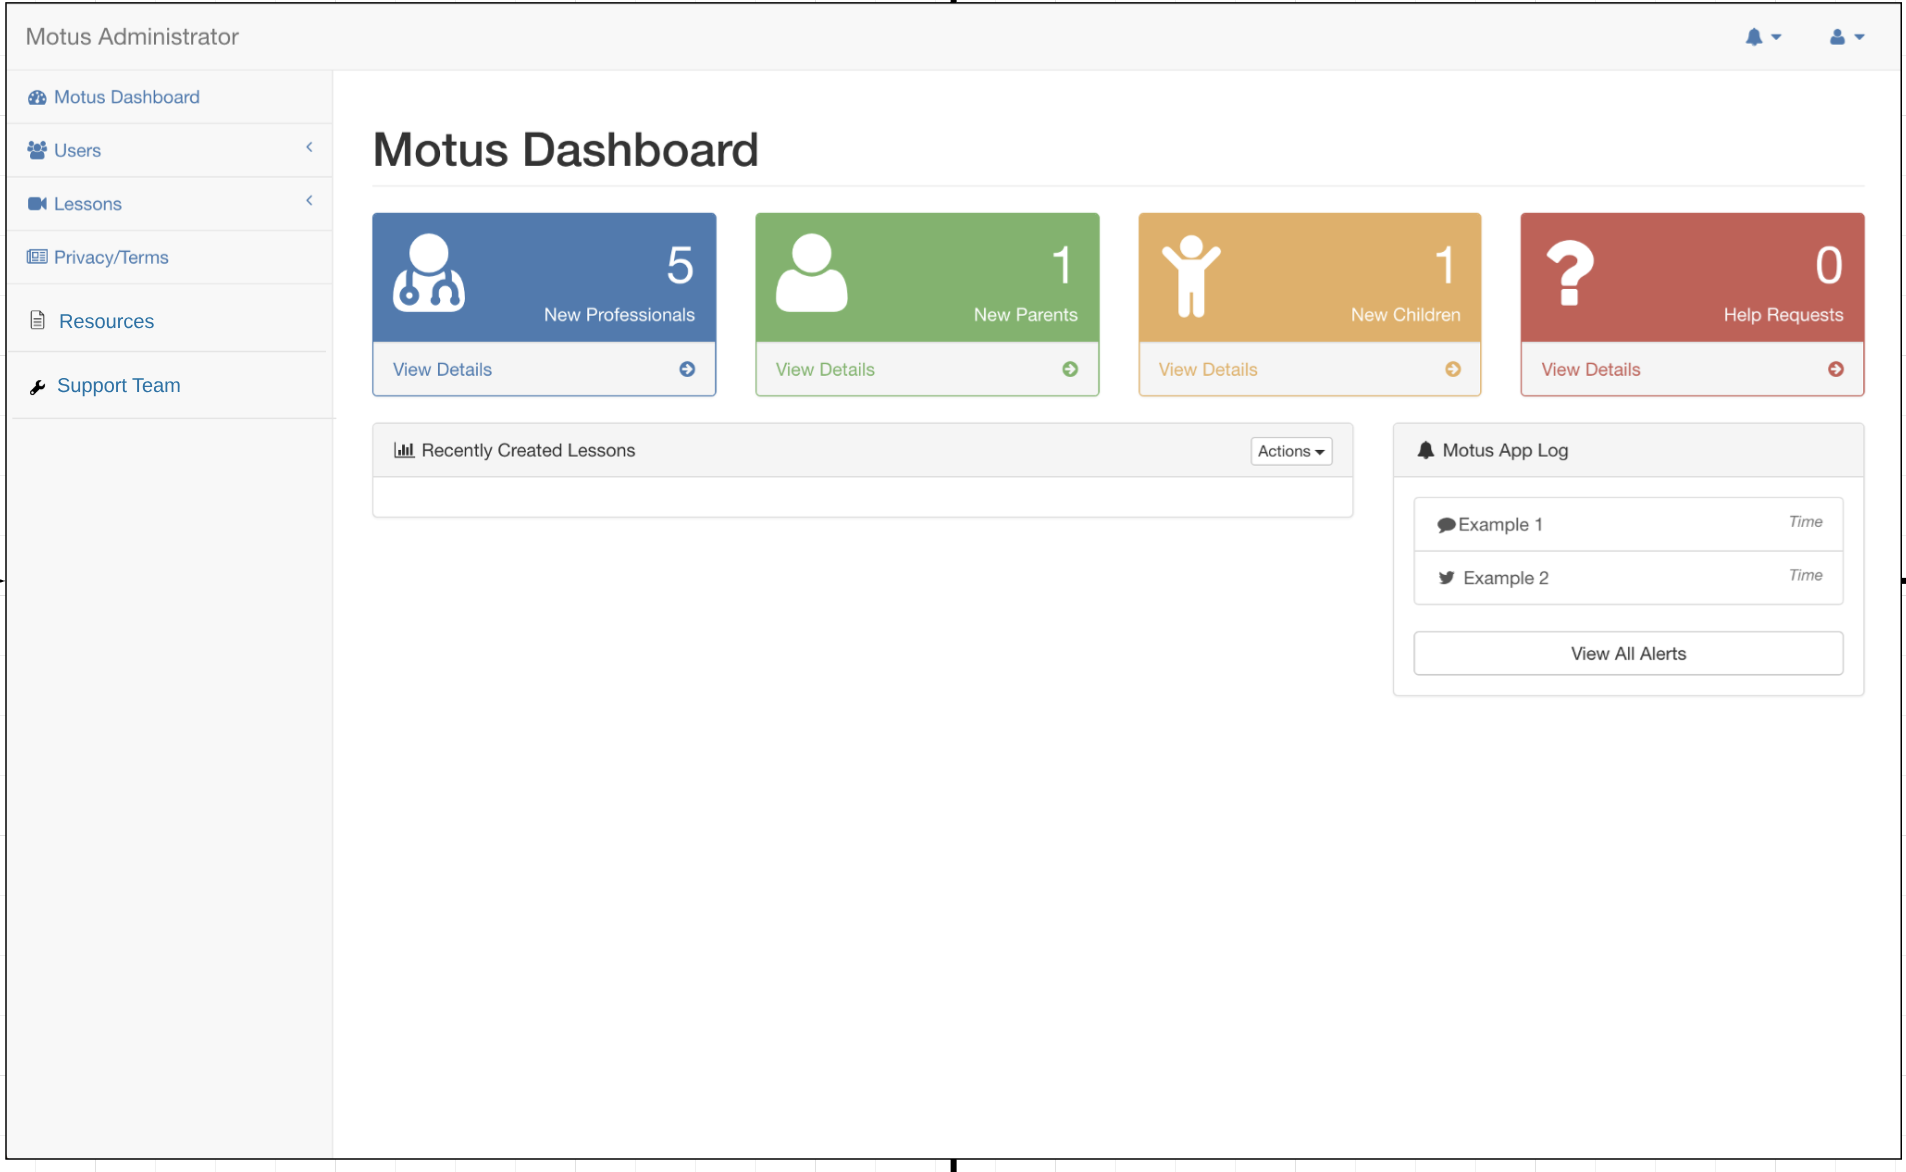 Motus Administrator
Motus Dashboard
Users
Lessons
Privacy/Terms
Resources
Support Team
Motus Dashboard
5
New Professionals
View Details
1
New Parents
View Details
1
New Children
View Details
0
Help Requests
View Details
Recently Created Lessons
Actions
Motus App Log
Example 1
Time
Example 2
Time
View All Alerts